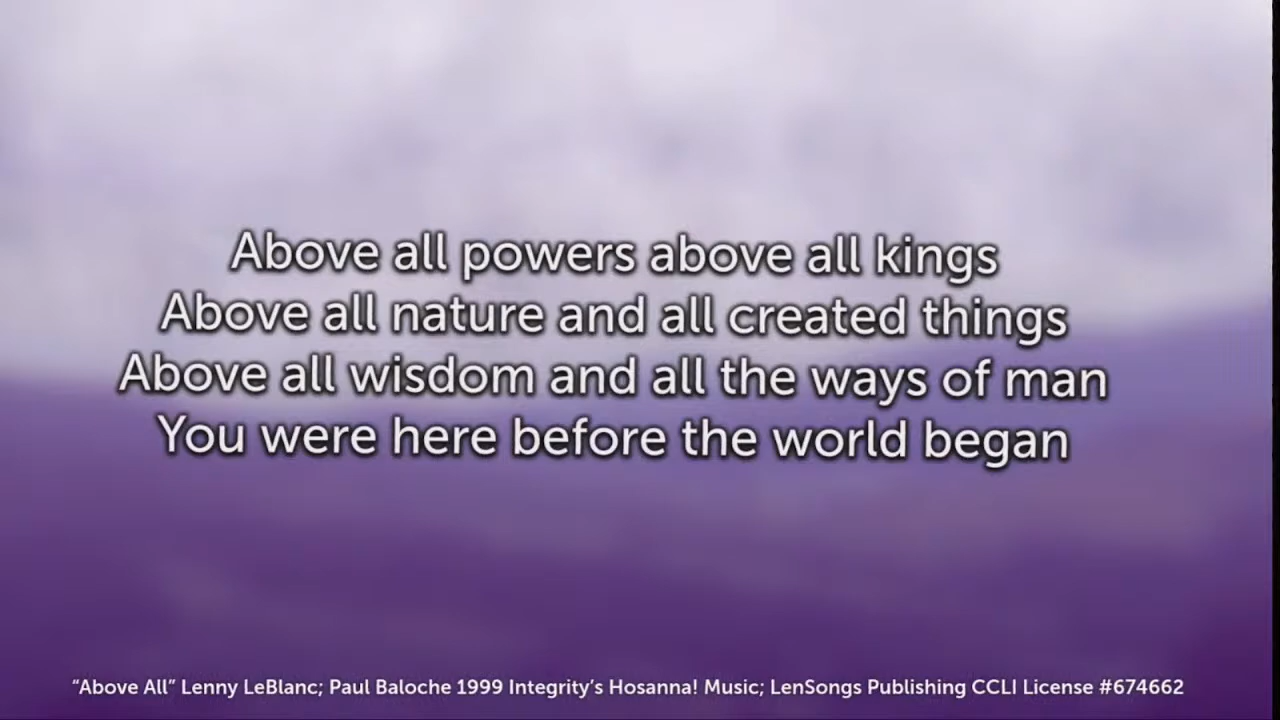 Above all powers above all kings
Above all nature and all created things
Above all wisdom and all the ways of man
You were here before the world began
“Above All” Lenny LeBlanc; Paul Baloche 1999 Integrity’s Hosanna! Music; LenSongs Publishing CCLI License #674662